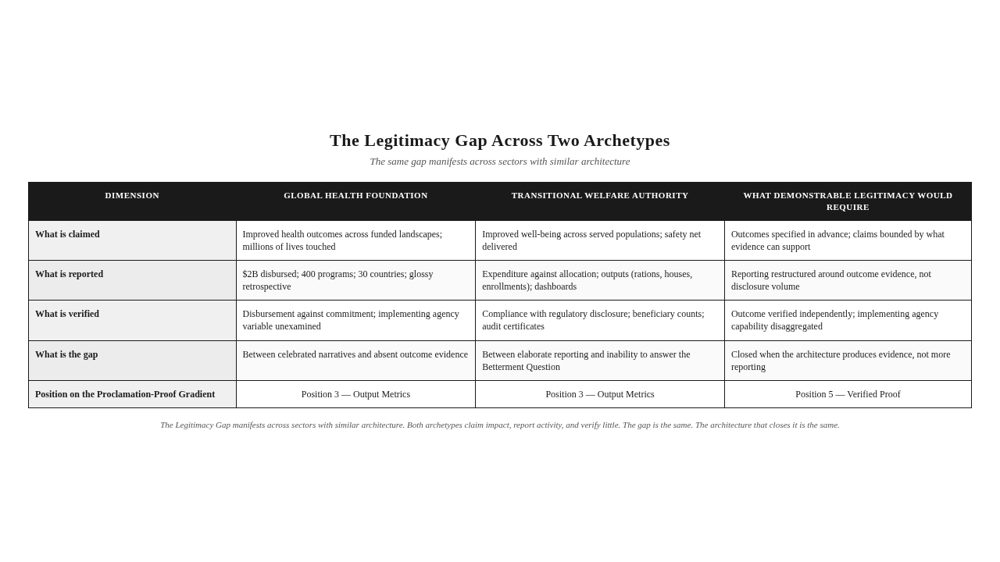 The Legitimacy Gap Across Two Archetypes
The same gap manifests across sectors with similar architecture
DIMENSION
GLOBAL HEALTH FOUNDATION
TRANSITIONAL WELFARE AUTHORITY
WHAT DEMONSTRABLE LEGITIMACY WOULD
REQUIRE
What is claimed
Improved health outcomes across funded landscapes;
millions of lives touched
Improved well-being across served populations; safety net
delivered
Outcomes specified in advance; claims bounded by what
evidence can support
What is reported
$2B disbursed; 400 programs; 30 countries; glossy
retrospective
Expenditure against allocation; outputs (rations, houses,
enrollments); dashboards
Reporting restructured around outcome evidence, not
disclosure volume
What is verified
Disbursement against commitment; implementing agency
variable unexamined
Compliance with regulatory disclosure; beneficiary counts;
audit certificates
Outcome verified independently; implementing agency
capability disaggregated
What is the gap
Between celebrated narratives and absent outcome evidence
Between elaborate reporting and inability to answer the
Betterment Question
Closed when the architecture produces evidence, not more
reporting
Position on the Proclamation-Proof Gradient
Position 3 — Output Metrics
Position 3 — Output Metrics
Position 5 — Verified Proof
The Legitimacy Gap manifests across sectors with similar architecture. Both archetypes claim impact, report activity, and verify little. The gap is the same. The architecture that closes it is the same.